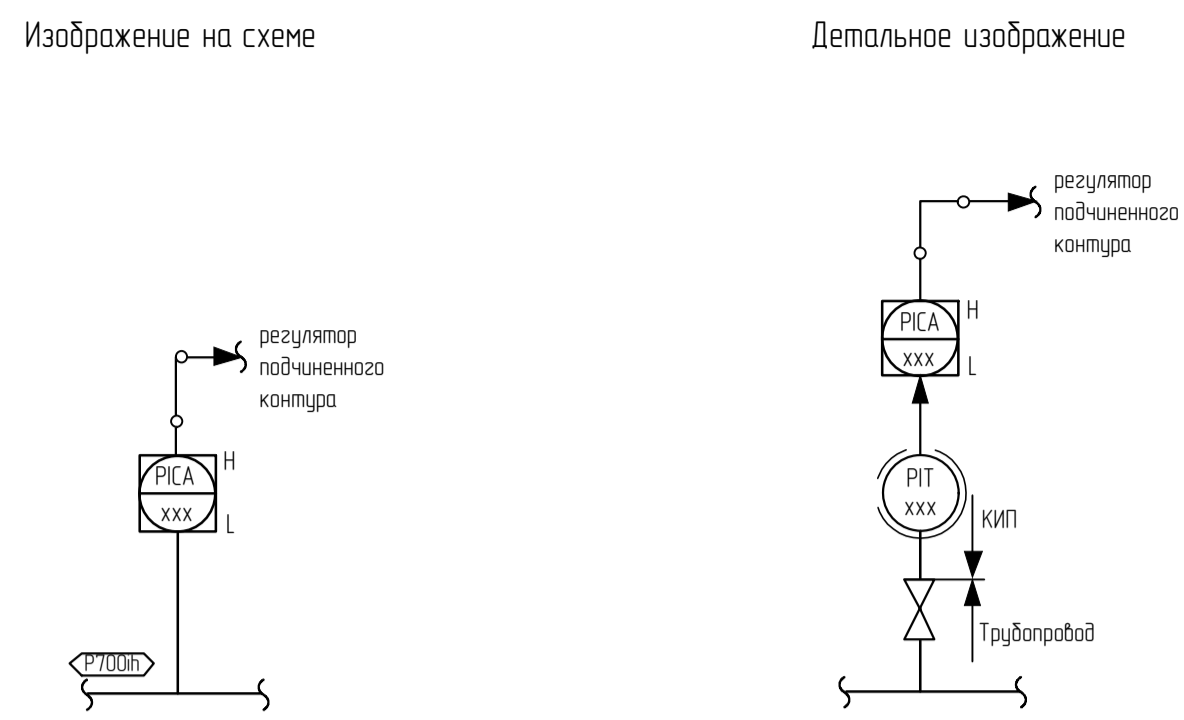 Изображение на схеме
регулятор
подчиненного
контура
PICA
XXX
H
L
P700ih
Детальное изображение
регулятор
подчиненного
контура
PICA
XXX
H
L
PIT
XXX
КИП
Трубопровод